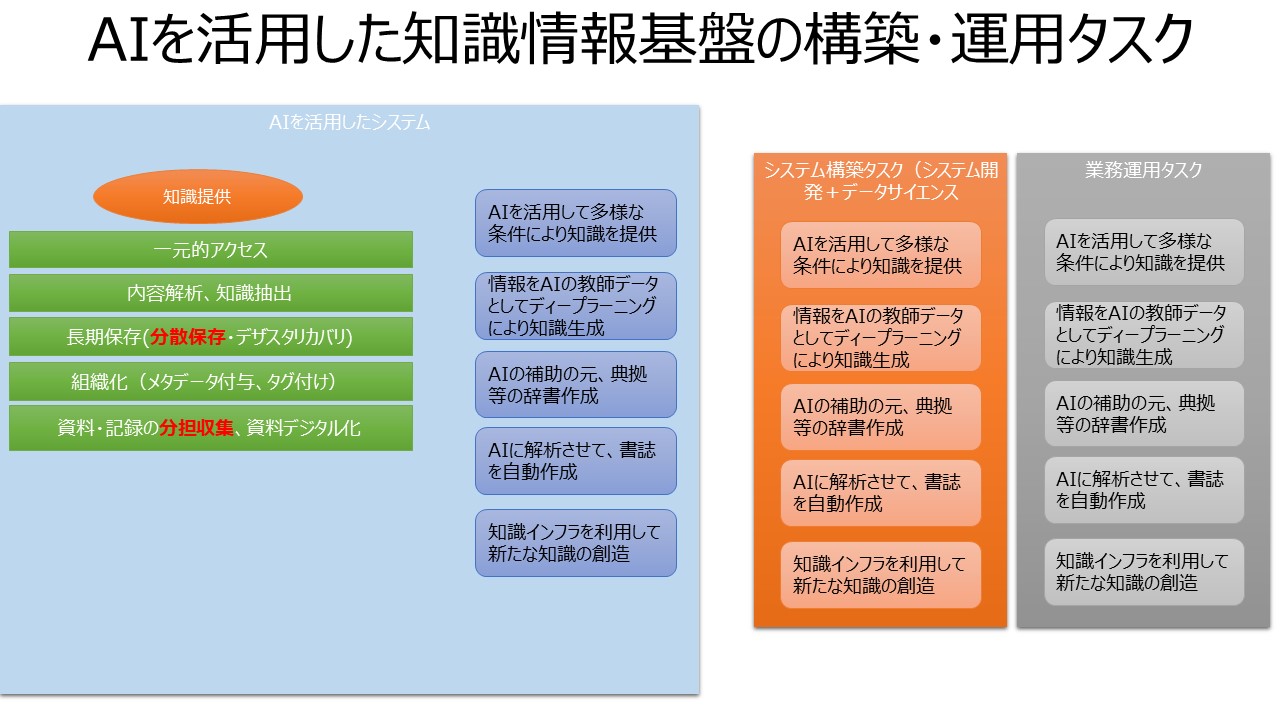 AIを活用した知識情報基盤の構築・運用タスク
AIを活用したシステム
知識提供
一元的アクセス
内容解析、知識抽出
長期保存(分散保存・デザスタリカバリ)
組織化（メタデータ付与、タグ付け）
資料・記録の分担収集、資料デジタル化
AIを活用して多様な
条件により知識を提供
情報をAIの教師データ
としてディープラーニング
により知識生成
AIの補助の元、典拠
等の辞書作成
AIに解析させて、書誌
を自動作成
知識インフラを利用して
新たな知識の創造
システム構築タスク（システム開
発＋データサイエンス
AIを活用して多様な
条件により知識を提供
情報をAIの教師データ
としてディープラーニング
により知識生成
AIの補助の元、典拠
等の辞書作成
AIに解析させて、書誌
を自動作成
知識インフラを利用して
新たな知識の創造
業務運用タスク
AIを活用して多様な
条件により知識を提供
情報をAIの教師データ
としてディープラーニング
により知識生成
AIの補助の元、典拠
等の辞書作成
AIに解析させて、書誌
を自動作成
知識インフラを利用して
新たな知識の創造